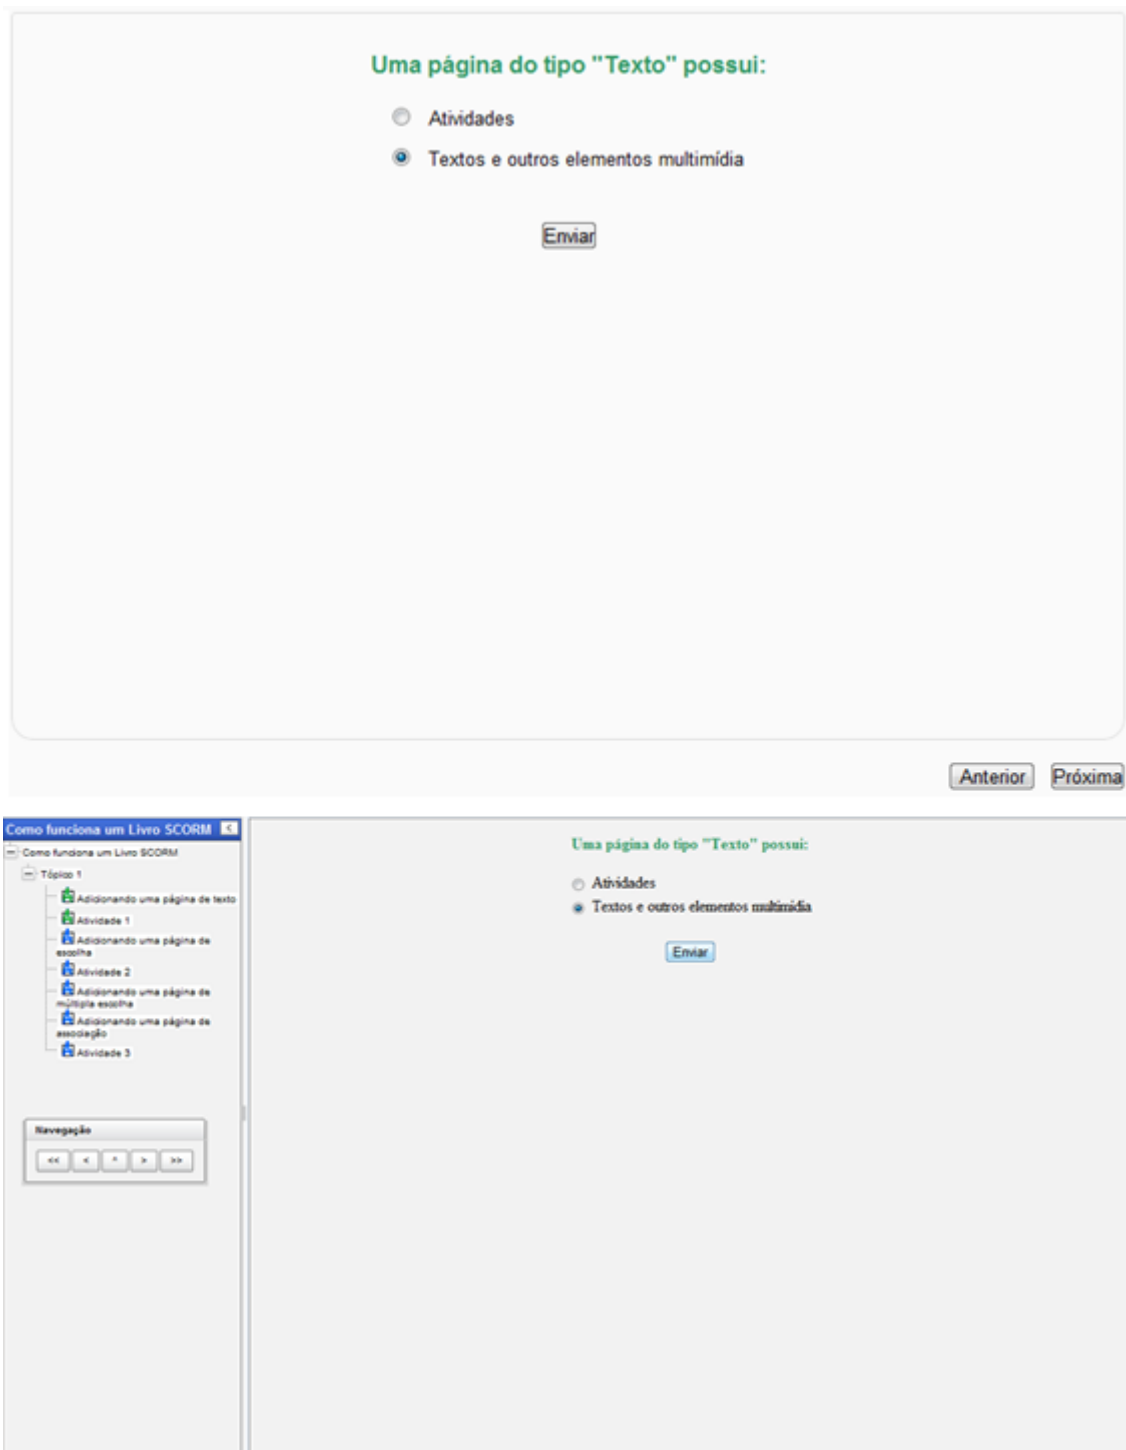 Uma página do tipo "Texto" possui:
Atividades
Textos e outros elementos multimídia
Enviar
Anterior
Próxima
Como funciona um Livro SCORM <
Como funciona um Livro SCORM
Tópico 1
Adicionando uma página de texto
Atividade 1
Adicionando uma página de
escolha
Atividade 2
Adicionando uma página de
múltipla escolha
Adicionando uma página de
associação
Atividade 3
Navegação
<< < ^ > >>
Uma página do tipo "Texto" possui:
Atividades
Textos e outros elementos multimídia
Enviar